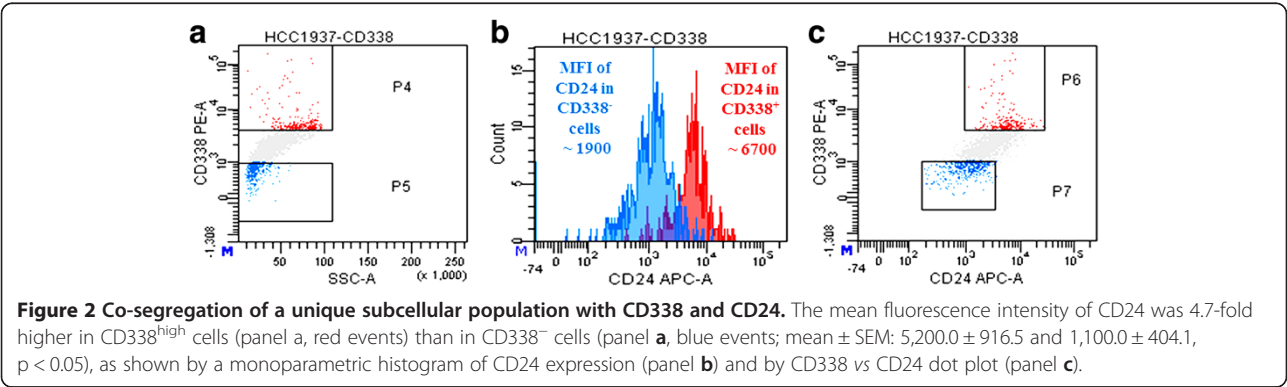 a
HCC1937-CD338
CD338 PE-A
10^5
10^4
10^3
0
-1,308
P4
P5
M
50 100 150 200 250
SSC-A
(x 1,000)
b
HCC1937-CD338
Count
15
10
5
0
MFI of
CD24 in
CD338-
cells
~ 1900
MFI of
CD24 in
CD338+
cells
~ 6700
M
-74
0 10^2 10^3 10^4 10^5
CD24 APC-A
c
HCC1937-CD338
CD338 PE-A
10^5
10^4
10^3
0
-1,308
P6
P7
M
-74
0 10^2 10^3 10^4 10^5
CD24 APC-A
Figure 2 Co-segregation of a unique subcellular population with CD338 and CD24. The mean fluorescence intensity of CD24 was 4.7-fold
higher in CD338high cells (panel a, red events) than in CD338− cells (panel a, blue events; mean ± SEM: 5,200.0 ± 916.5 and 1,100.0 ± 404.1,
p < 0.05), as shown by a monoparametric histogram of CD24 expression (panel b) and by CD338 vs CD24 dot plot (panel c).